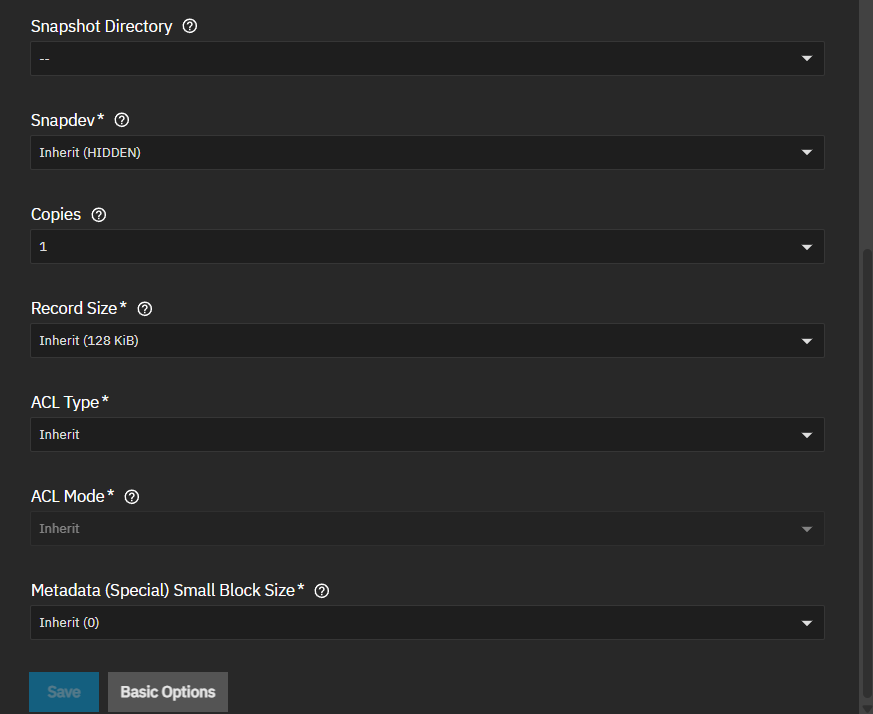 Snapshot Directory
--
Snapdev*
Inherit (HIDDEN)
Copies
1
Record Size*
Inherit (128 KiB)
ACL Type*
Inherit
ACL Mode*
Inherit
Metadata (Special) Small Block Size*
Inherit (0)
Save Basic Options